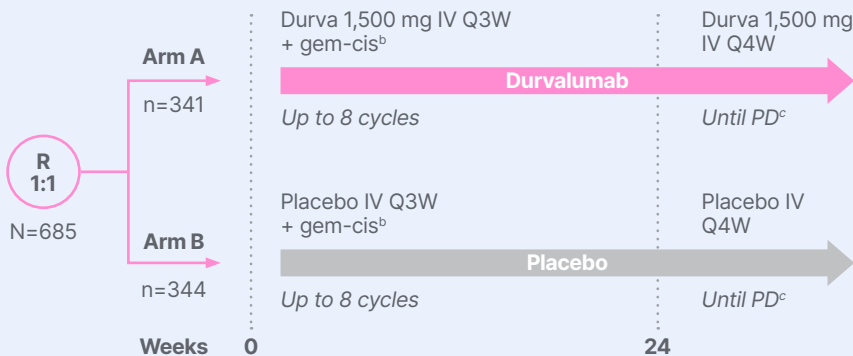 Durva 1,500 mg IV Q3W
+ gem-cisᵇ
Durva 1,500 mg
IV Q4W
Arm A
Durvalumab
n=341
Up to 8 cycles
Until PDᶜ
R
1:1
N=685
Placebo IV Q3W
+ gem-cisᵇ
Placebo IV
Q4W
Arm B
Placebo
n=344
Up to 8 cycles
Until PDᶜ
Weeks 0 24